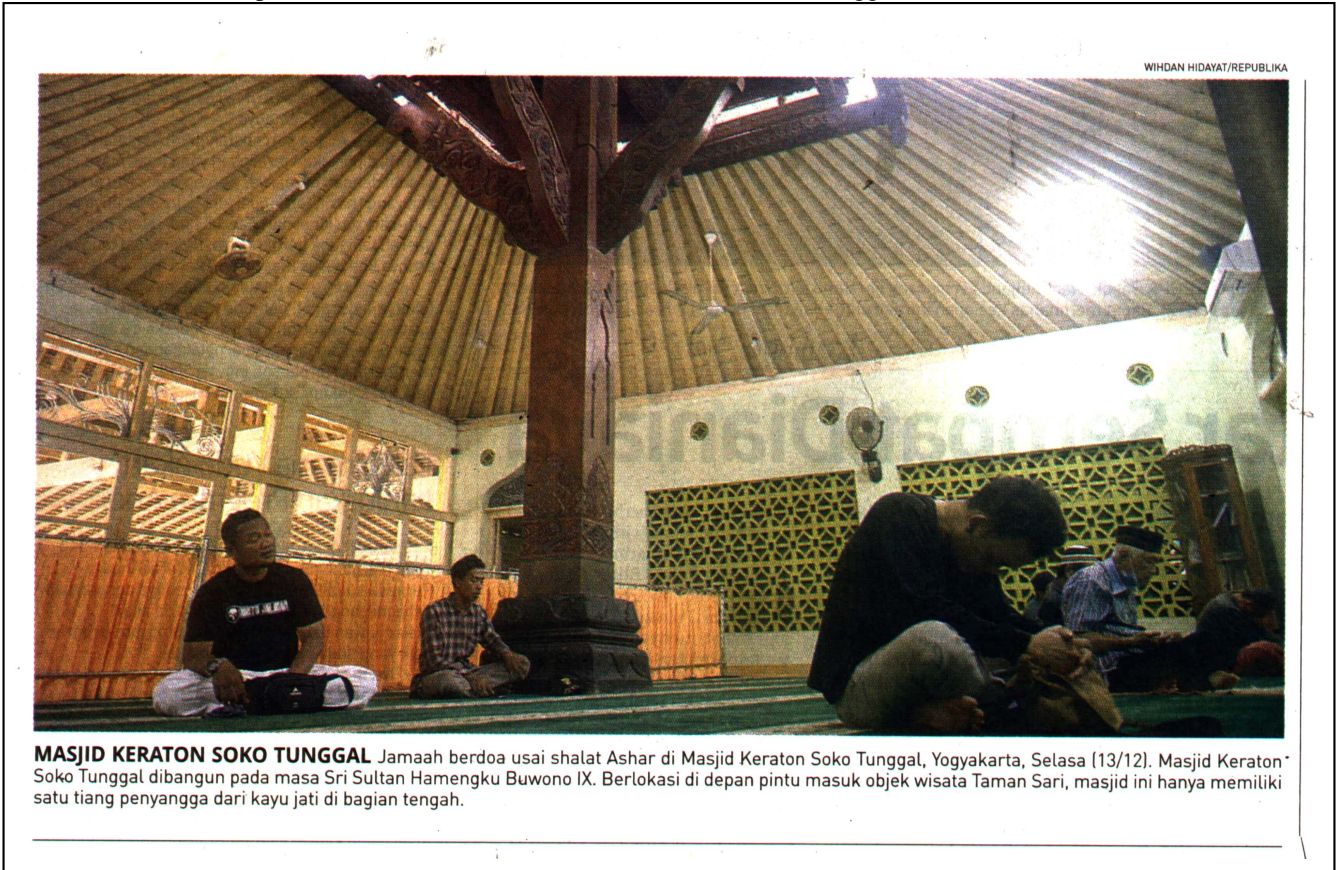 WIHDAN HIDAYAT/REPUBLIKA
MASJID KERATON SOKO TUNGGAL Jamaah berdoa usai shalat Ashar di Masjid Keraton Soko Tunggal, Yogyakarta, Selasa (13/12). Masjid Keraton
Soko Tunggal dibangun pada masa Sri Sultan Hamengku Buwono IX. Berlokasi di depan pintu masuk objek wisata Taman Sari, masjid ini hanya memiliki
satu tiang penyangga dari kayu jati di bagian tengah.